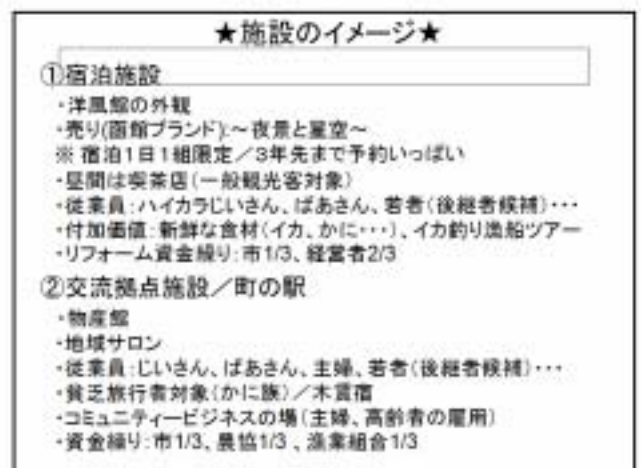 ★施設のイメージ★
①宿泊施設
・洋風館の外観
・売り(函館ブランド):～夜景と星空～
※ 宿泊1日1組限定／3年先まで予約いっぱい
・昼間は喫茶店(一般観光客対象)
・従業員:ハイカラじいさん、ばあさん、若者(後継者候補)・・・
・付加価値:新鮮な食材(イカ、かに・・・)、イカ釣り漁船ツアー
・リフォーム資金繰り:市1/3、経営者2/3
②交流拠点施設／町の駅
・物産館
・地域サロン
・従業員:じいさん、ばあさん、主婦、若者(後継者候補)・・・
・貧乏旅行者対象(かに族)／木賃宿
・コミュニティービジネスの場(主婦、高齢者の雇用)
・資金繰り:市1/3、農協1/3 、漁業組合1/3